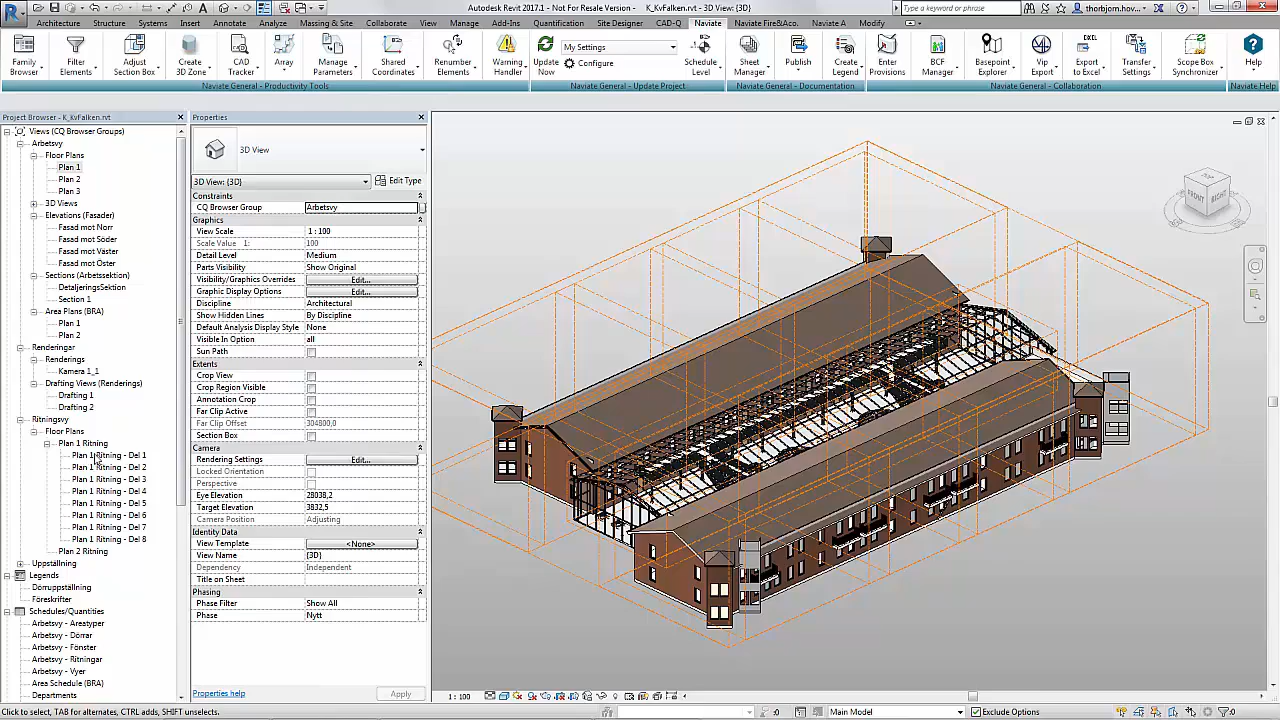 Autodesk Revit 2017.1 - Not For Resale Version - K_KvFalken.rvt - 3D View: {3D}
Type a keyword or phrase
thorbjorn.hov...
Architecture Structure Systems Insert Annotate Analyze Massing & Site Collaborate View Manage Add-Ins Quantification Site Designer CAD-Q Naviate Naviate Fire&Aco. Naviate A Modify
Family Browser
Filter Elements
Adjust Section Box
Create 3D Zone
CAD Tracker
Array
Manage Parameters
Shared Coordinates
Renumber Elements
Warning Handler
Update Now
My Settings
Configure
Schedule Level
Sheet Manager
Publish
Create Legend
Enter Provisions
BCF Manager
Basepoint Explorer
Vip Export
Export to Excel
Transfer Settings
Scope Box Synchronizer
Help
Naviate General - Productivity Tools
Naviate General - Update Project
Naviate General - Documentation
Naviate General - Collaboration
Naviate Help
Project Browser - K_KvFalken.rvt
Views (CQ Browser Groups)
Arbetsvy
Floor Plans
Plan 1
Plan 2
Plan 3
3D Views
Elevations (Fasader)
Fasad mot Norr
Fasad mot Söder
Fasad mot Väster
Fasad mot Öster
Sections (Arbetssektion)
DetaljeringsSektion
Section 1
Area Plans (BRA)
Plan 1
Plan 2
Renderingar
Renderings
Kamera 1_1
Drafting Views (Renderings)
Drafting 1
Drafting 2
Ritningsvy
Floor Plans
Plan 1 Ritning
Plan 1 Ritning - Del 1
Plan 1 Ritning - Del 2
Plan 1 Ritning - Del 3
Plan 1 Ritning - Del 4
Plan 1 Ritning - Del 5
Plan 1 Ritning - Del 6
Plan 1 Ritning - Del 7
Plan 1 Ritning - Del 8
Plan 2 Ritning
Uppställning
Legends
Dörruppställning
Föreskrifter
Schedules/Quantities
Arbetsvy - Areatyper
Arbetsvy - Dörrar
Arbetsvy - Fönster
Arbetsvy - Ritningar
Arbetsvy - Vyer
Area Schedule (BRA)
Departments
Properties
3D View
3D View: {3D}
Edit Type
Constraints
CQ Browser Group Arbetsvy
Graphics
View Scale 1 : 100
Scale Value 1: 100
Detail Level Medium
Parts Visibility Show Original
Visibility/Graphics Overrides Edit...
Graphic Display Options Edit...
Discipline Architectural
Show Hidden Lines By Discipline
Default Analysis Display Style None
Visible In Option all
Sun Path
Extents
Crop View
Crop Region Visible
Annotation Crop
Far Clip Active
Far Clip Offset 304800,0
Section Box
Camera
Rendering Settings Edit...
Locked Orientation
Perspective
Eye Elevation 28038,2
Target Elevation 3832,5
Camera Position Adjusting
Identity Data
View Template <None>
View Name {3D}
Dependency Independent
Title on Sheet
Phasing
Phase Filter Show All
Phase Nytt
Properties help
Apply
TOP
FRONT
RIGHT
1 : 100
Click to select, TAB for alternates, CTRL adds, SHIFT unselects.
:0
Main Model
Exclude Options
:0